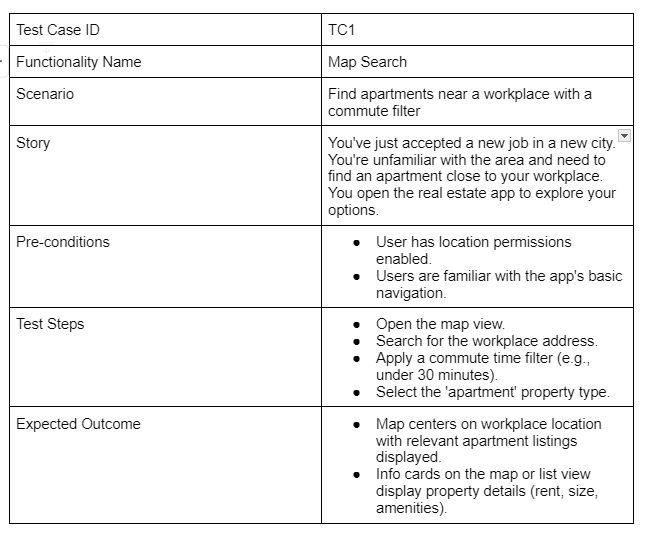 Test Case ID
TC1
Functionality Name
Map Search
Scenario
Find apartments near a workplace with a
commute filter
Story
You've just accepted a new job in a new city.
You're unfamiliar with the area and need to
find an apartment close to your workplace.
You open the real estate app to explore your
options.
Pre-conditions
● User has location permissions
enabled.
● Users are familiar with the app's basic
navigation.
Test Steps
● Open the map view.
● Search for the workplace address.
● Apply a commute time filter (e.g.,
under 30 minutes).
● Select the 'apartment' property type.
Expected Outcome
● Map centers on workplace location
with relevant apartment listings
displayed.
● Info cards on the map or list view
display property details (rent, size,
amenities).